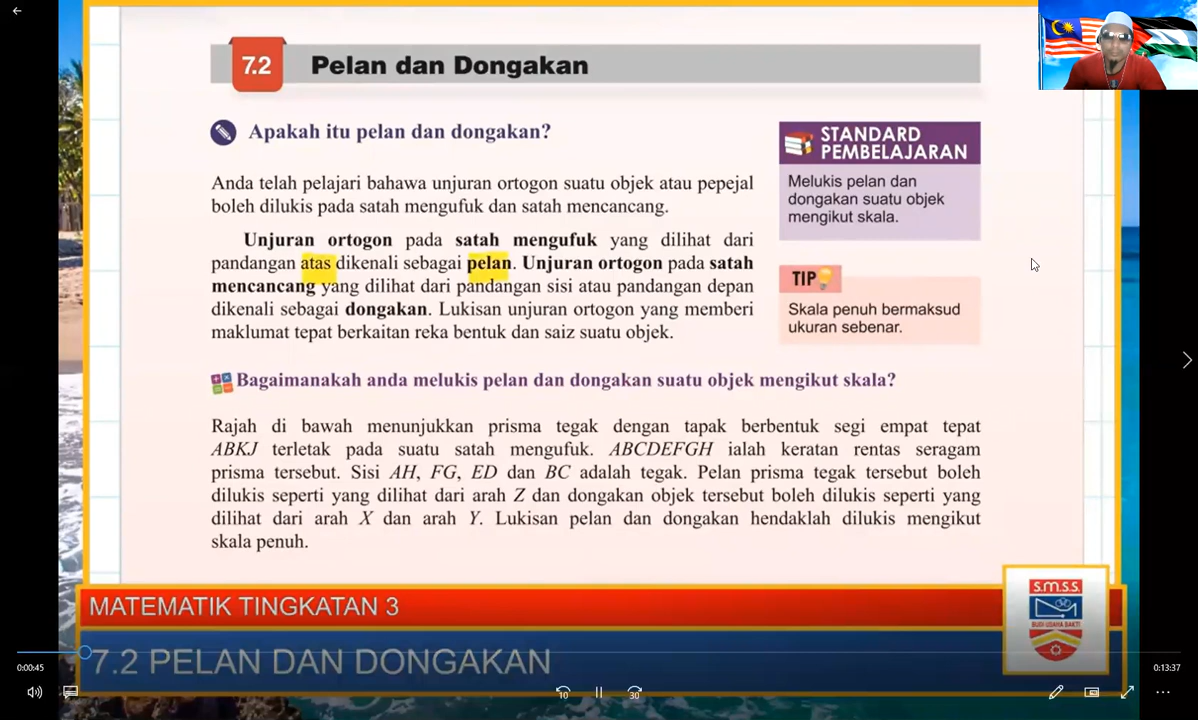 7.2 Pelan dan Dongakan
Apakah itu pelan dan dongakan?
Anda telah pelajari bahawa unjuran ortogon suatu objek atau pepejal
boleh dilukis pada satah mengufuk dan satah mencancang.
Unjuran ortogon pada satah mengufuk yang dilihat dari
pandangan atas dikenali sebagai pelan. Unjuran ortogon pada satah
mencancang yang dilihat dari pandangan sisi atau pandangan depan
dikenali sebagai dongakan. Lukisan unjuran ortogon yang memberi
maklumat tepat berkaitan reka bentuk dan saiz suatu objek.
STANDARD
PEMBELAJARAN
Melukis pelan dan
dongakan suatu objek
mengikut skala.
TIP
Skala penuh bermaksud
ukuran sebenar.
Bagaimanakah anda melukis pelan dan dongakan suatu objek mengikut skala?
Rajah di bawah menunjukkan prisma tegak dengan tapak berbentuk segi empat tepat
ABKJ terletak pada suatu satah mengufuk. ABCDEFGH ialah keratan rentas seragam
prisma tersebut. Sisi AH, FG, ED dan BC adalah tegak. Pelan prisma tegak tersebut boleh
dilukis seperti yang dilihat dari arah Z dan dongakan objek tersebut boleh dilukis seperti yang
dilihat dari arah X dan arah Y. Lukisan pelan dan dongakan hendaklah dilukis mengikut
skala penuh.
MATEMATIK TINGKATAN 3
7.2 PELAN DAN DONGAKAN
S.M.S.S.
BUDI USAHA BAKTI
0:00:45
0:13:37
10
30